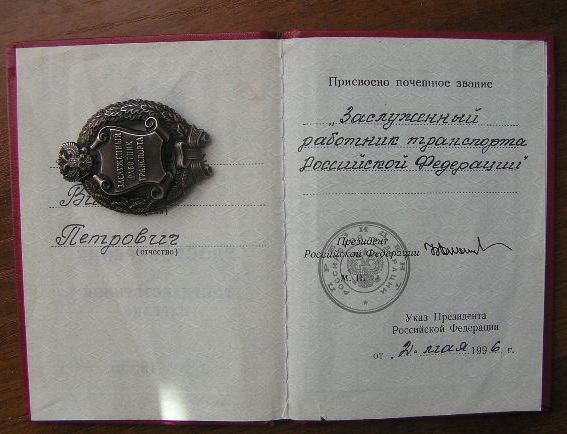 ЗАСЛУЖЕННЫЙ
РАБОТНИК
ТРАНСПОРТА
Петрович
(отчество)
Присвоено почетное звание
„Заслуженный
работник транспорта
Российской Федерации"
Президент
Российской Федерации
М. П.
Указ Президента
Российской Федерации
от „2" мая 1996 г.